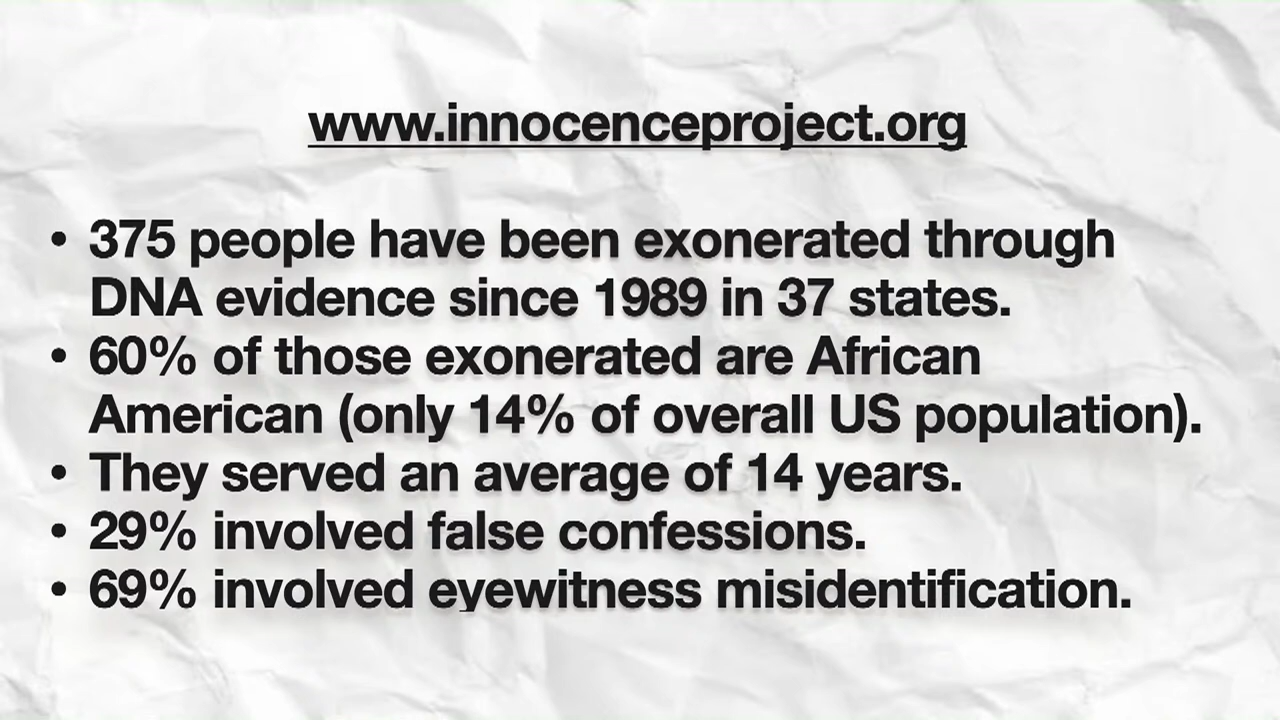 www.innocenceproject.org
• 375 people have been exonerated through
DNA evidence since 1989 in 37 states.
• 60% of those exonerated are African
American (only 14% of overall US population).
• They served an average of 14 years.
• 29% involved false confessions.
• 69% involved eyewitness misidentification.